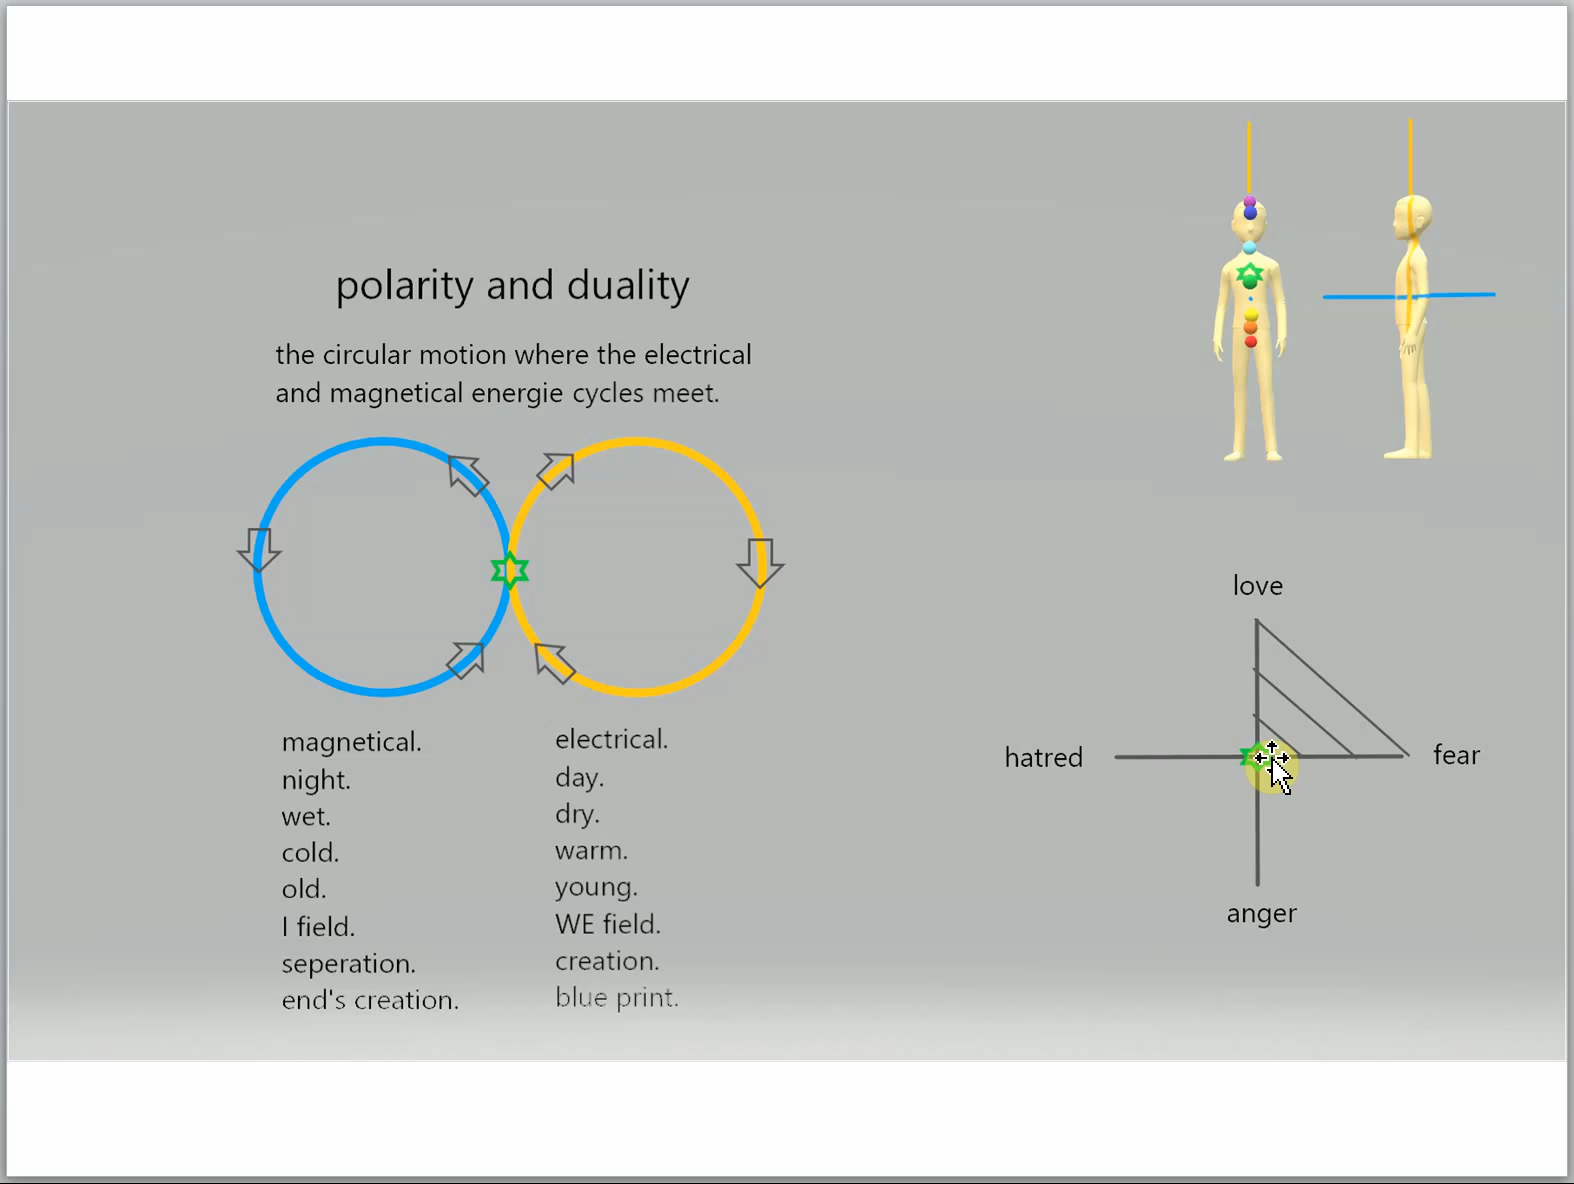 polarity and duality
the circular motion where the electrical
and magnetical energie cycles meet.
magnetical.
night.
wet.
cold.
old.
I field.
seperation.
end's creation.
electrical.
day.
dry.
warm.
young.
WE field.
creation.
blue print.
love
hatred
fear
anger